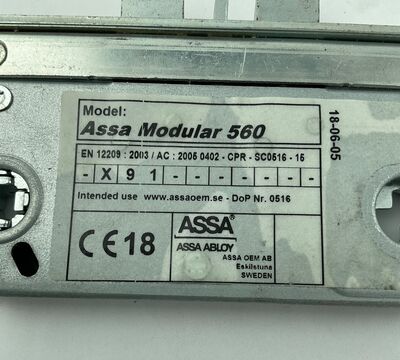 Model:
Assa Modular 560
EN 12209 : 2003 / AC : 2005 0402 - CPR - SC0516 - 15
- X 9 1 - - - - - - -
Intended use www.assaoem.se - DoP Nr. 0516
CE 18
ASSA®
ASSA ABLOY
ASSA OEM AB
Eskilstuna
SWEDEN
18-06-05